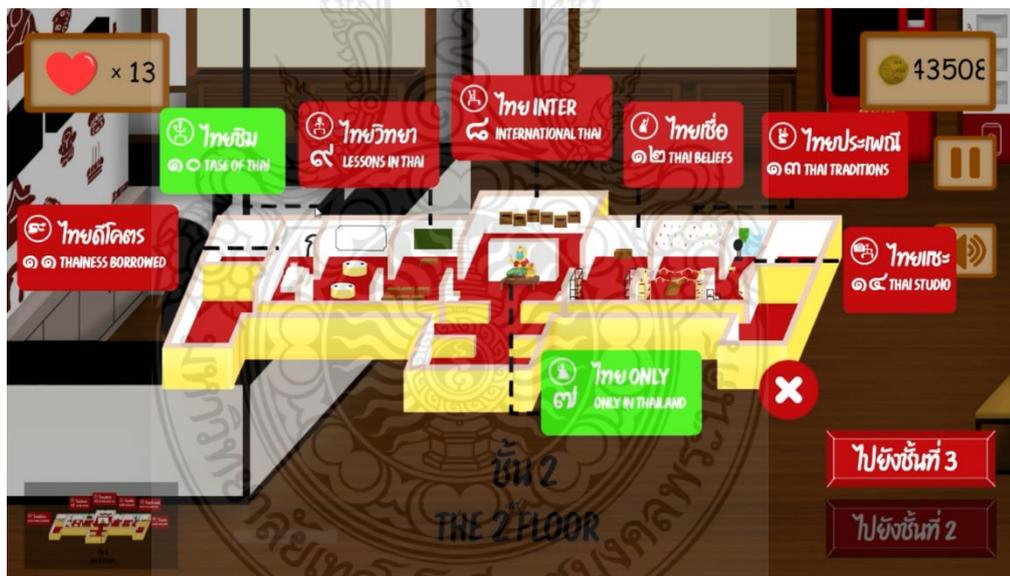 × 13
43508
ไทยชิม
๑๐ TASE OF THAI
ไทยวิทยา
๙ LESSONS IN THAI
ไทย INTER
๘ INTERNATIONAL THAI
ไทยเชื่อ
๑๒ THAI BELIEFS
ไทยประเพณี
๑๓ THAI TRADITIONS
ไทยดีโคตร
๑๑ THAINESS BORROWED
ไทยแชะ
๑๔ THAI STUDIO
ไทย ONLY
๗ ONLY IN THAILAND
ชั้น 2
THE 2 FLOOR
ไปยังชั้นที่ 3
ไปยังชั้นที่ 2